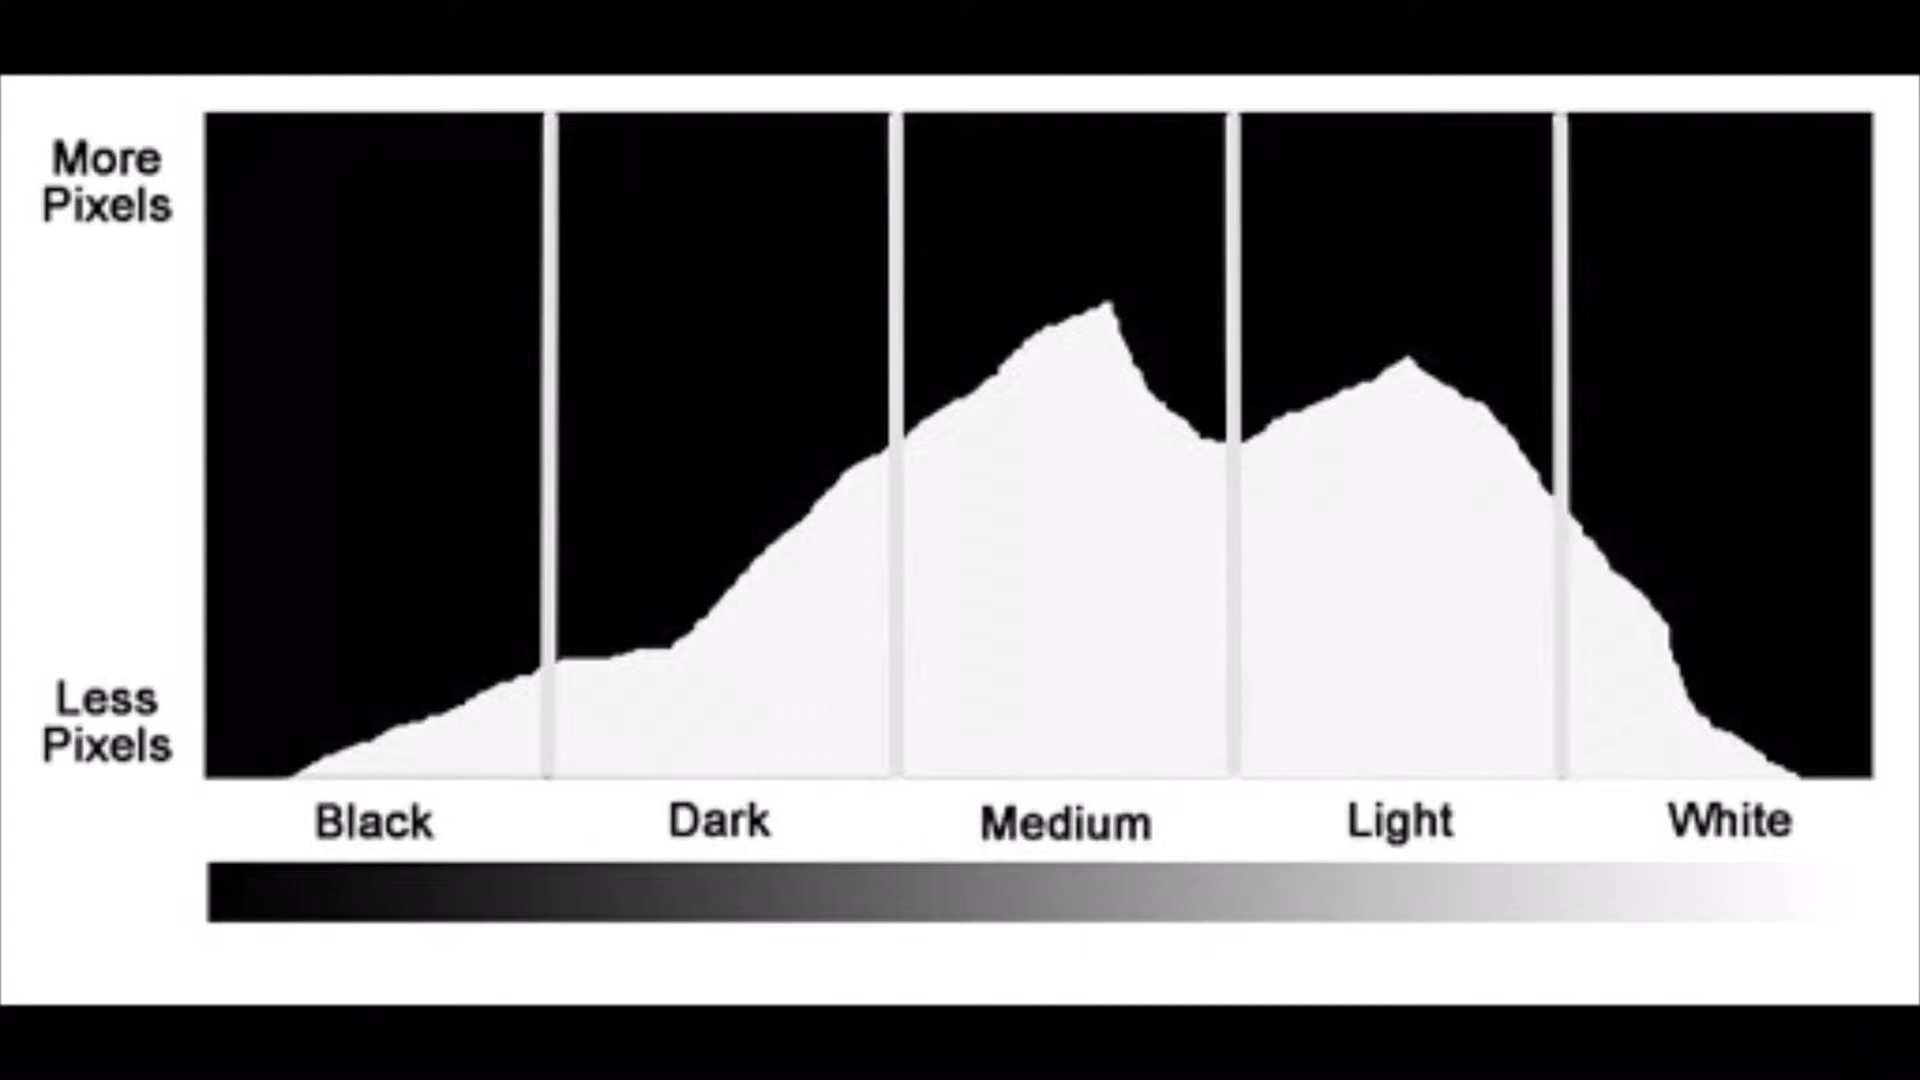 More
Pixels
Less
Pixels
Black
Dark
Medium
Light
White